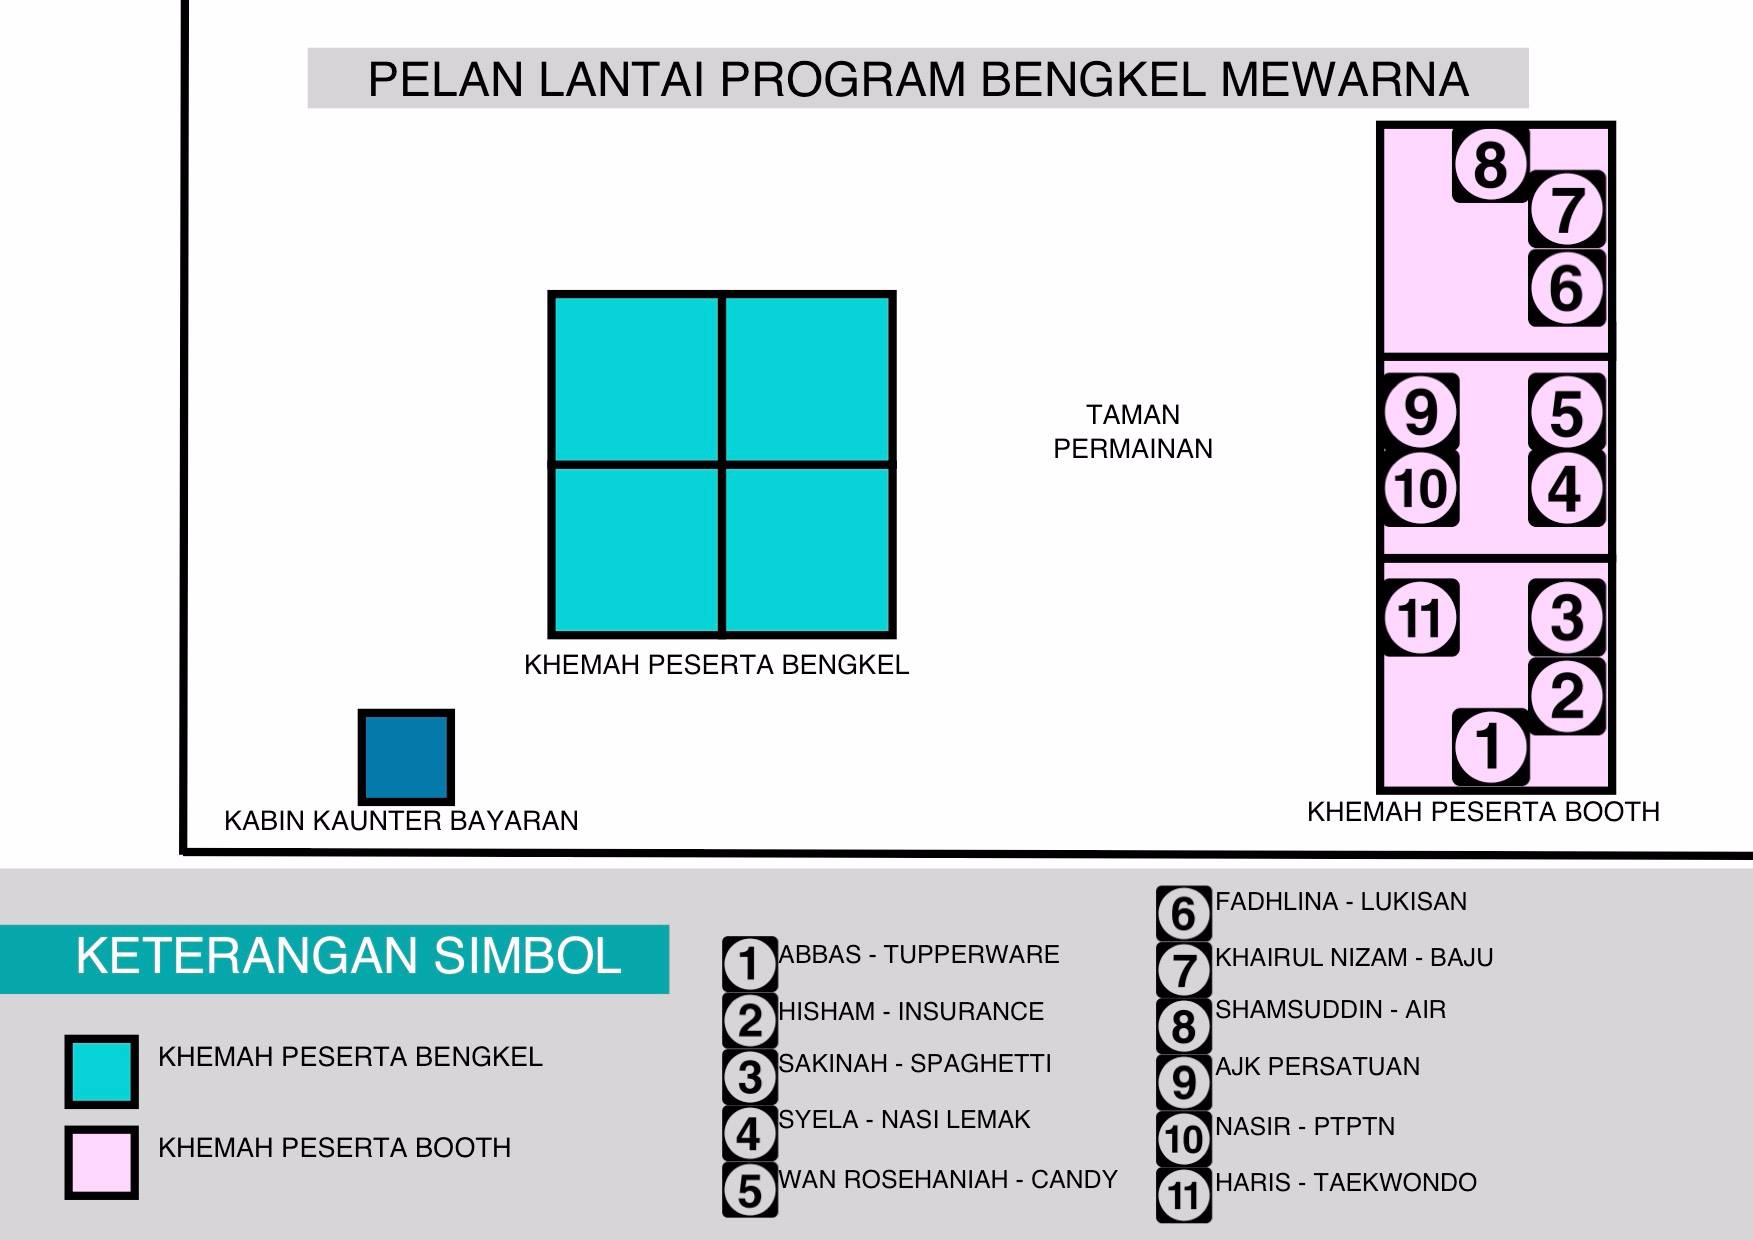 PELAN LANTAI PROGRAM BENGKEL MEWARNA
8
7
6
9
5
10
4
11
3
2
1
TAMAN
PERMAINAN
KHEMAH PESERTA BENGKEL
KABIN KAUNTER BAYARAN
KHEMAH PESERTA BOOTH
KETERANGAN SIMBOL
KHEMAH PESERTA BENGKEL
KHEMAH PESERTA BOOTH
1 ABBAS - TUPPERWARE
2 HISHAM - INSURANCE
3 SAKINAH - SPAGHETTI
4 SYELA - NASI LEMAK
5 WAN ROSEHANIAH - CANDY
6 FADHLINA - LUKISAN
7 KHAIRUL NIZAM - BAJU
8 SHAMSUDDIN - AIR
9 AJK PERSATUAN
10 NASIR - PTPTN
11 HARIS - TAEKWONDO